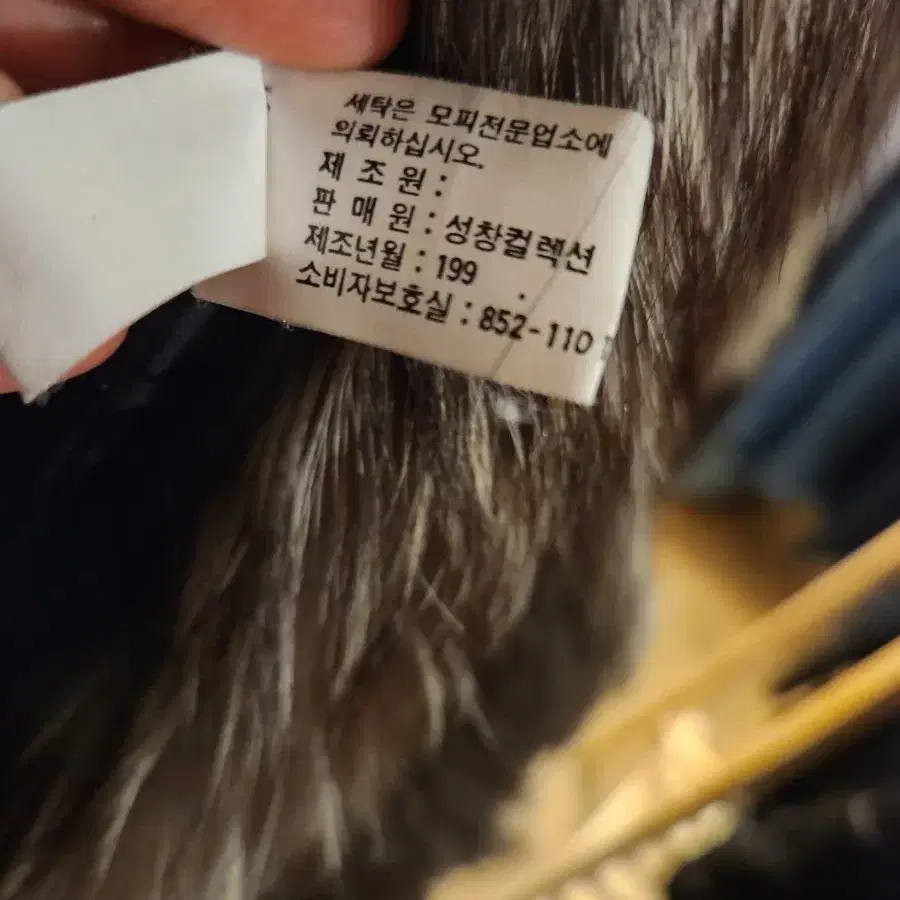 세탁은 모피전문업소에
의뢰하십시오.
제 조 원 :
판 매 원 : 성창컬렉션
제조년월 : 199 .
소비자보호실 : 852-110